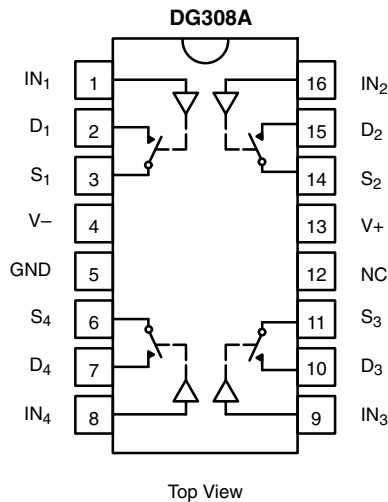 DG308A
IN1 1 16 IN2
D1 2 15 D2
S1 3 14 S2
V– 4 13 V+
GND 5 12 NC
S4 6 11 S3
D4 7 10 D3
IN4 8 9 IN3
Top View